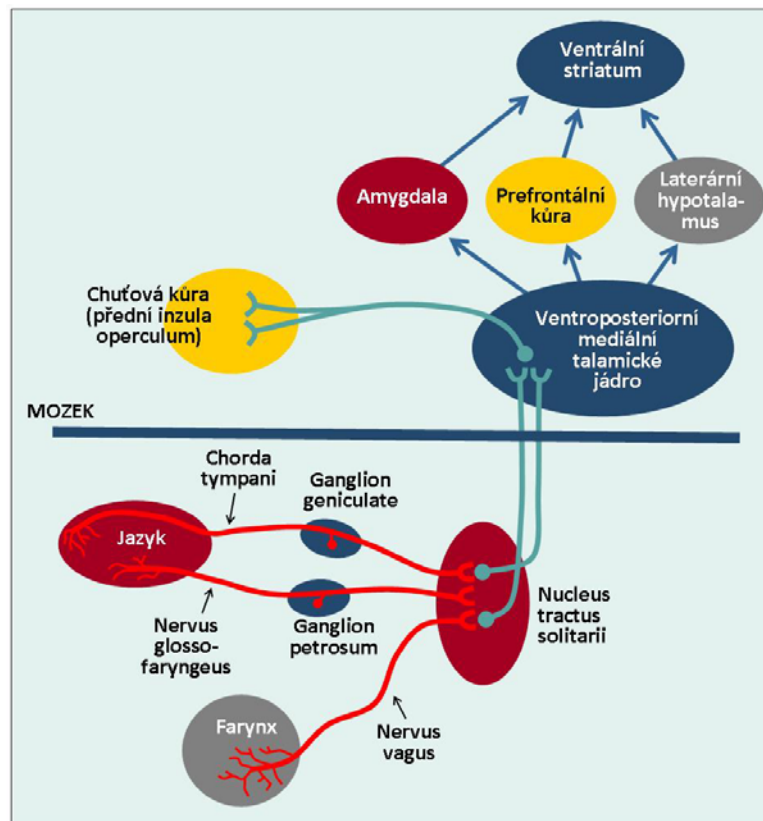 Ventrální
striatum
Amygdala
Prefrontální
kůra
Laterární
hypotala-
mus
Chuťová kůra
(přední inzula
operculum)
Ventroposteriorní
mediální
talamické
jádro
MOZEK
Chorda
tympani
Ganglion
geniculate
Jazyk
Nervus
glosso-
faryngeus
Ganglion
petrosum
Nucleus
tractus
solitarii
Farynx
Nervus
vagus